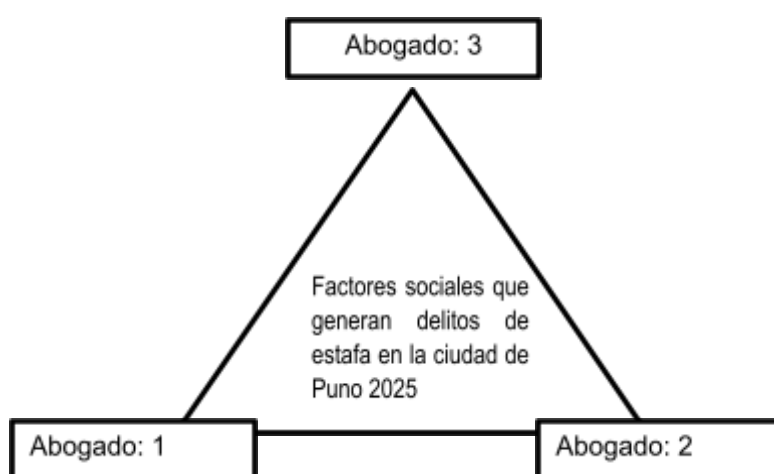 Abogado: 3
Factores sociales que
generan delitos de
estafa en la ciudad de
Puno 2025
Abogado: 1
Abogado: 2